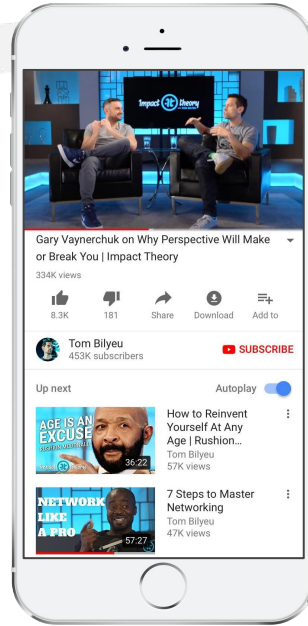 Impact theory
Gary Vaynerchuk on Why Perspective Will Make
or Break You | Impact Theory
334K views
8.3K
181
Share
Download
Add to
Tom Bilyeu
453K subscribers
SUBSCRIBE
Up next
Autoplay
AGE IS AN
EXCUSE
36:22
How to Reinvent
Yourself At Any
Age | Rushion...
Tom Bilyeu
57K views
NETWORK
LIKE
A PRO
57:27
7 Steps to Master
Networking
Tom Bilyeu
47K views